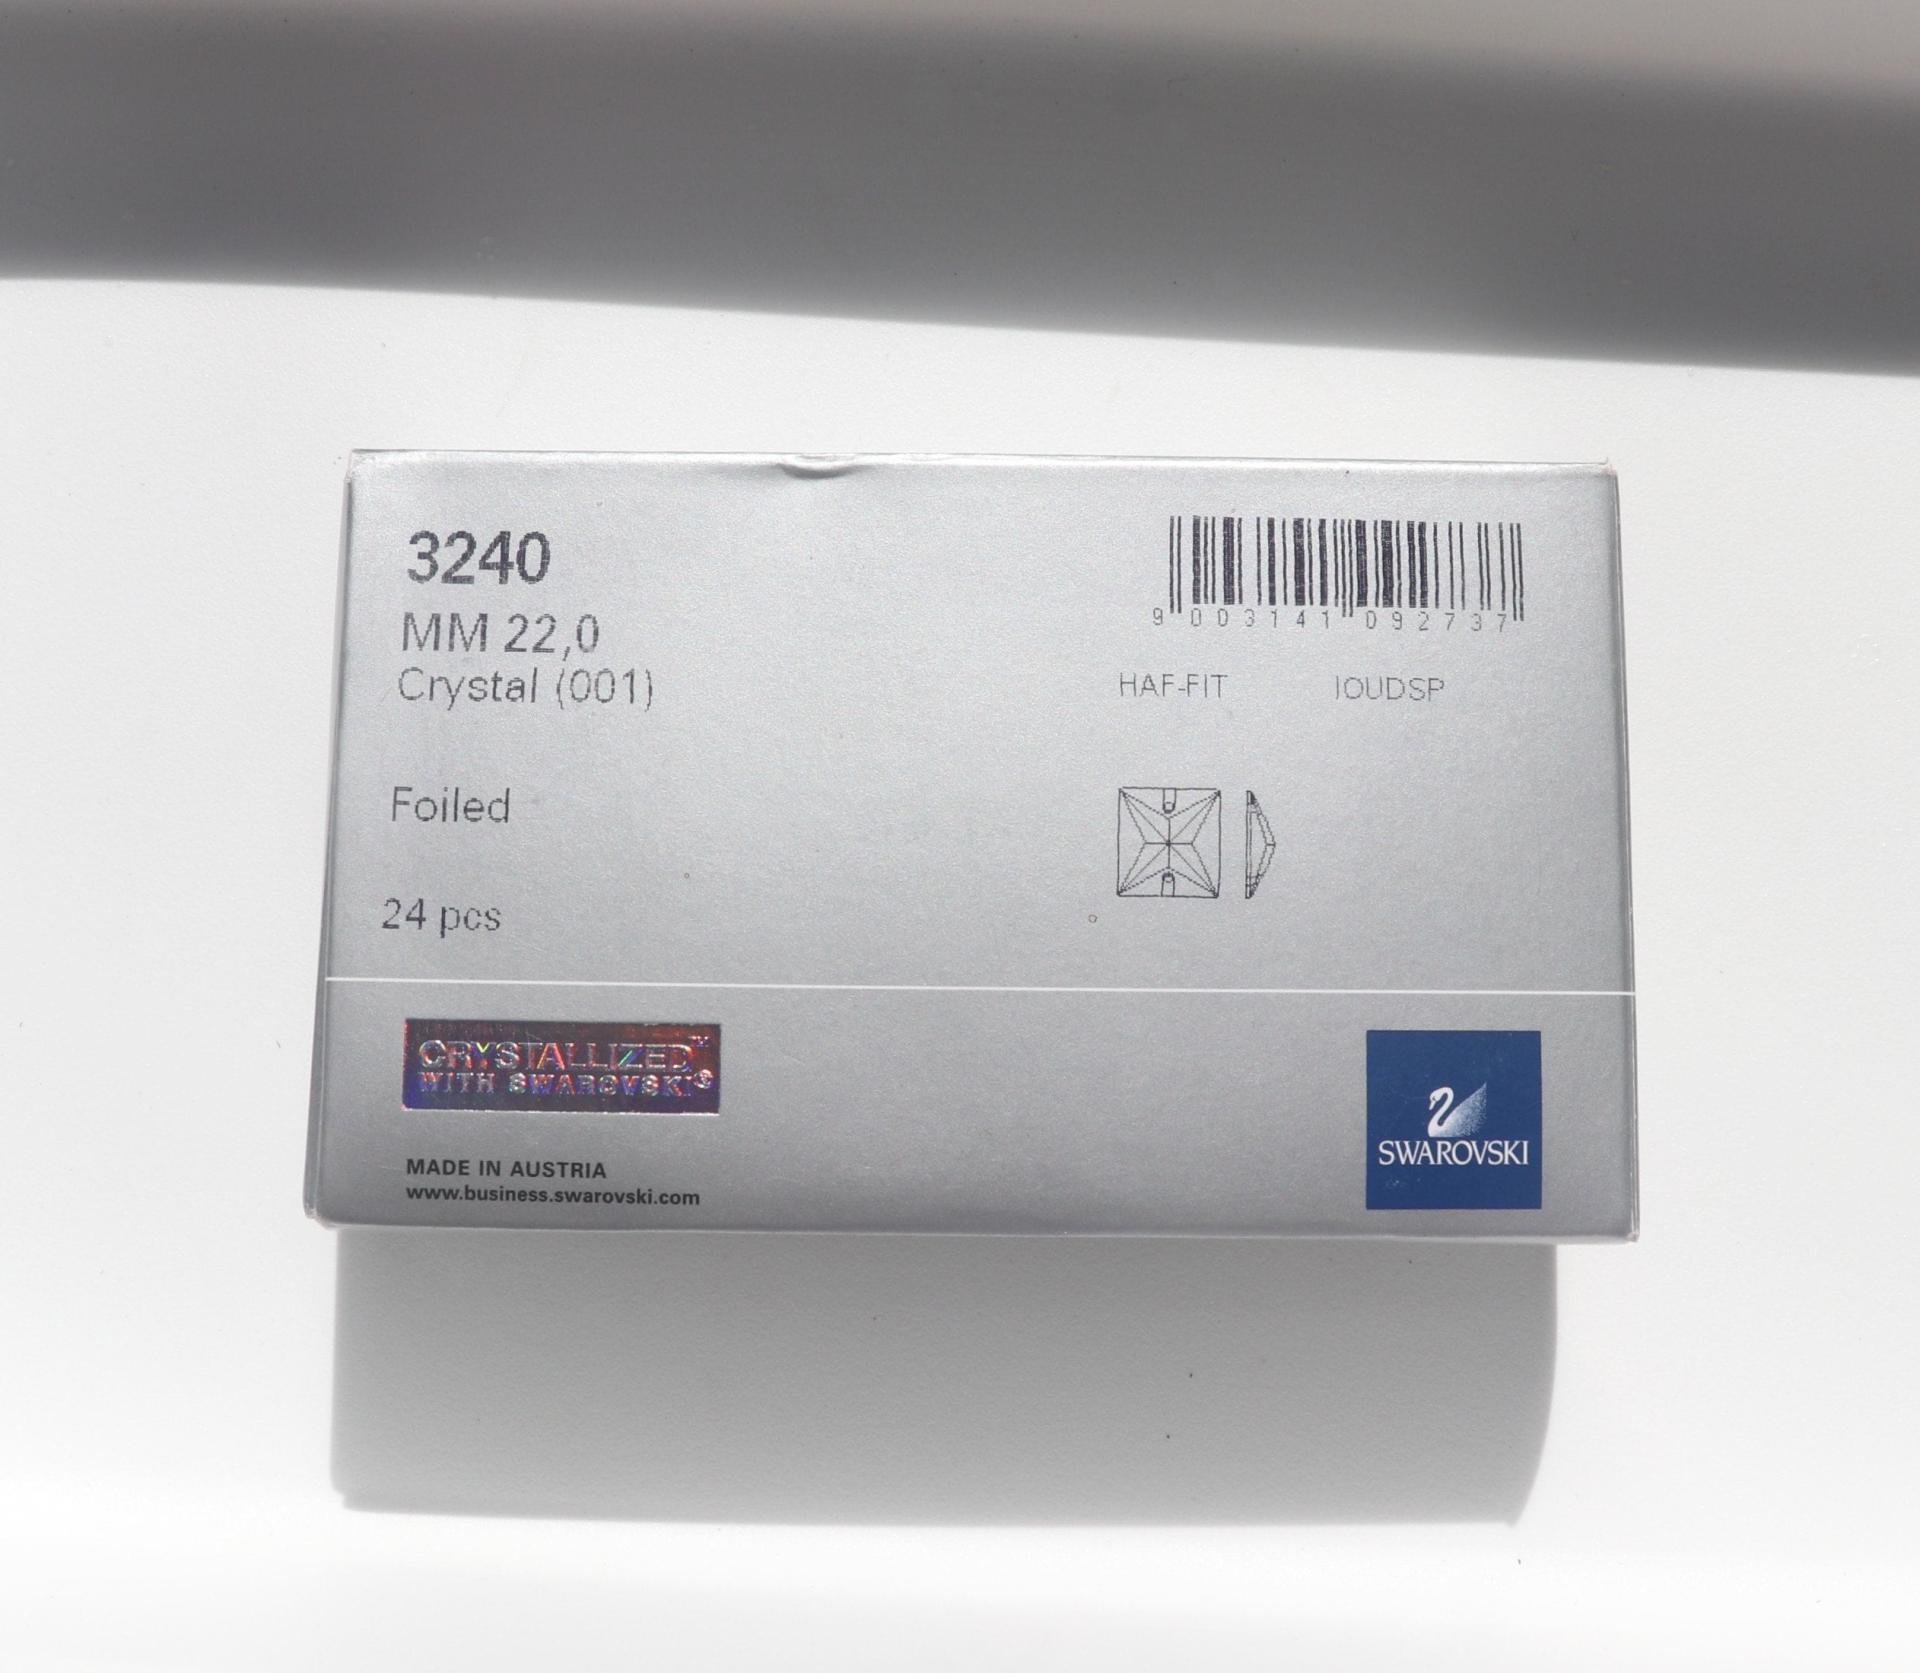 3240
MM 22,0
Crystal (001)
Foiled
24 pcs
9 003141 092737
HAF-FIT IOUDSP
CRYSTALLIZED™
WITH SWAROVSKI®
MADE IN AUSTRIA
www.business.swarovski.com
SWAROVSKI